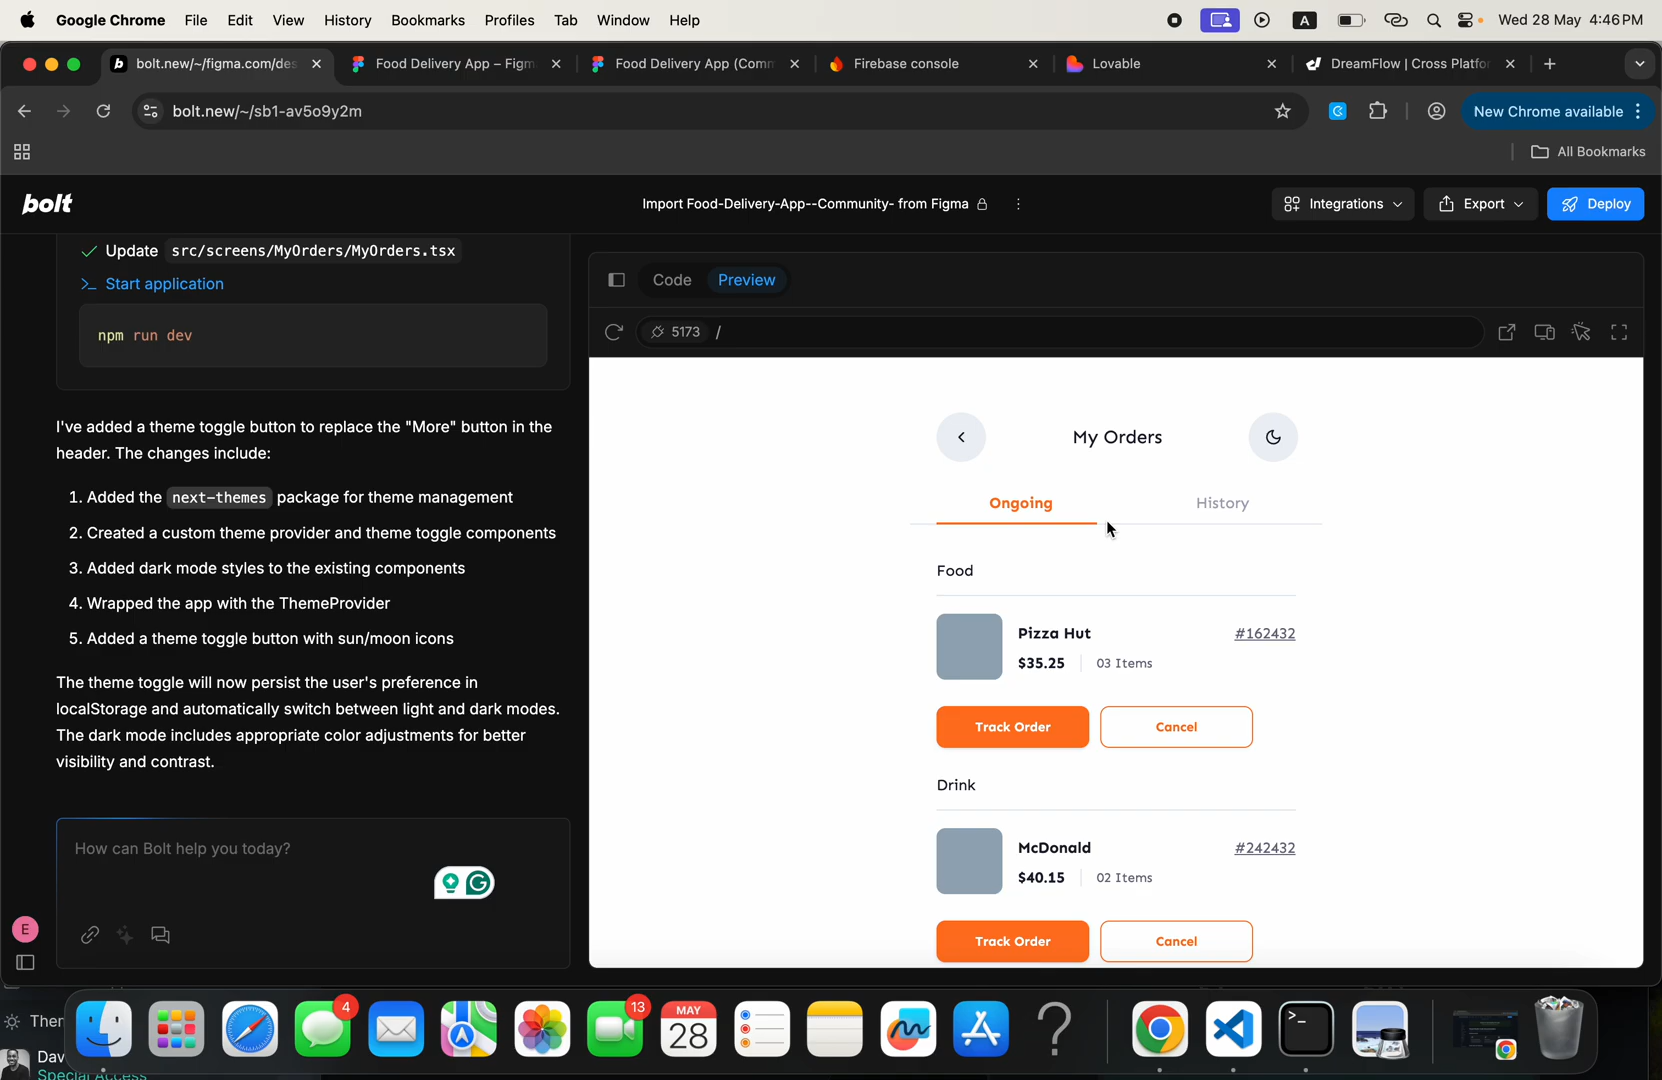 Google Chrome File Edit View History Bookmarks Profiles Tab Window Help A Wed 28 May 4:46 PM
b bolt.new/~/figma.com/des Food Delivery App – Figm Food Delivery App (Comm Firebase console Lovable DreamFlow | Cross Platfor
bolt.new/~/sb1-av5o9y2m New Chrome available
All Bookmarks
bolt Import Food-Delivery-App--Community- from Figma Integrations Export Deploy
Update src/screens/MyOrders/MyOrders.tsx
Start application
npm run dev
I've added a theme toggle button to replace the "More" button in the
header. The changes include:
1. Added the next-themes package for theme management
2. Created a custom theme provider and theme toggle components
3. Added dark mode styles to the existing components
4. Wrapped the app with the ThemeProvider
5. Added a theme toggle button with sun/moon icons
The theme toggle will now persist the user's preference in
localStorage and automatically switch between light and dark modes.
The dark mode includes appropriate color adjustments for better
visibility and contrast.
How can Bolt help you today?
E
Code Preview
5173 /
My Orders
Ongoing History
Food
Pizza Hut #162432
$35.25 03 Items
Track Order Cancel
Drink
McDonald #242432
$40.15 02 Items
Track Order Cancel
4 13 MAY
28
Ther
Dav
Special Access